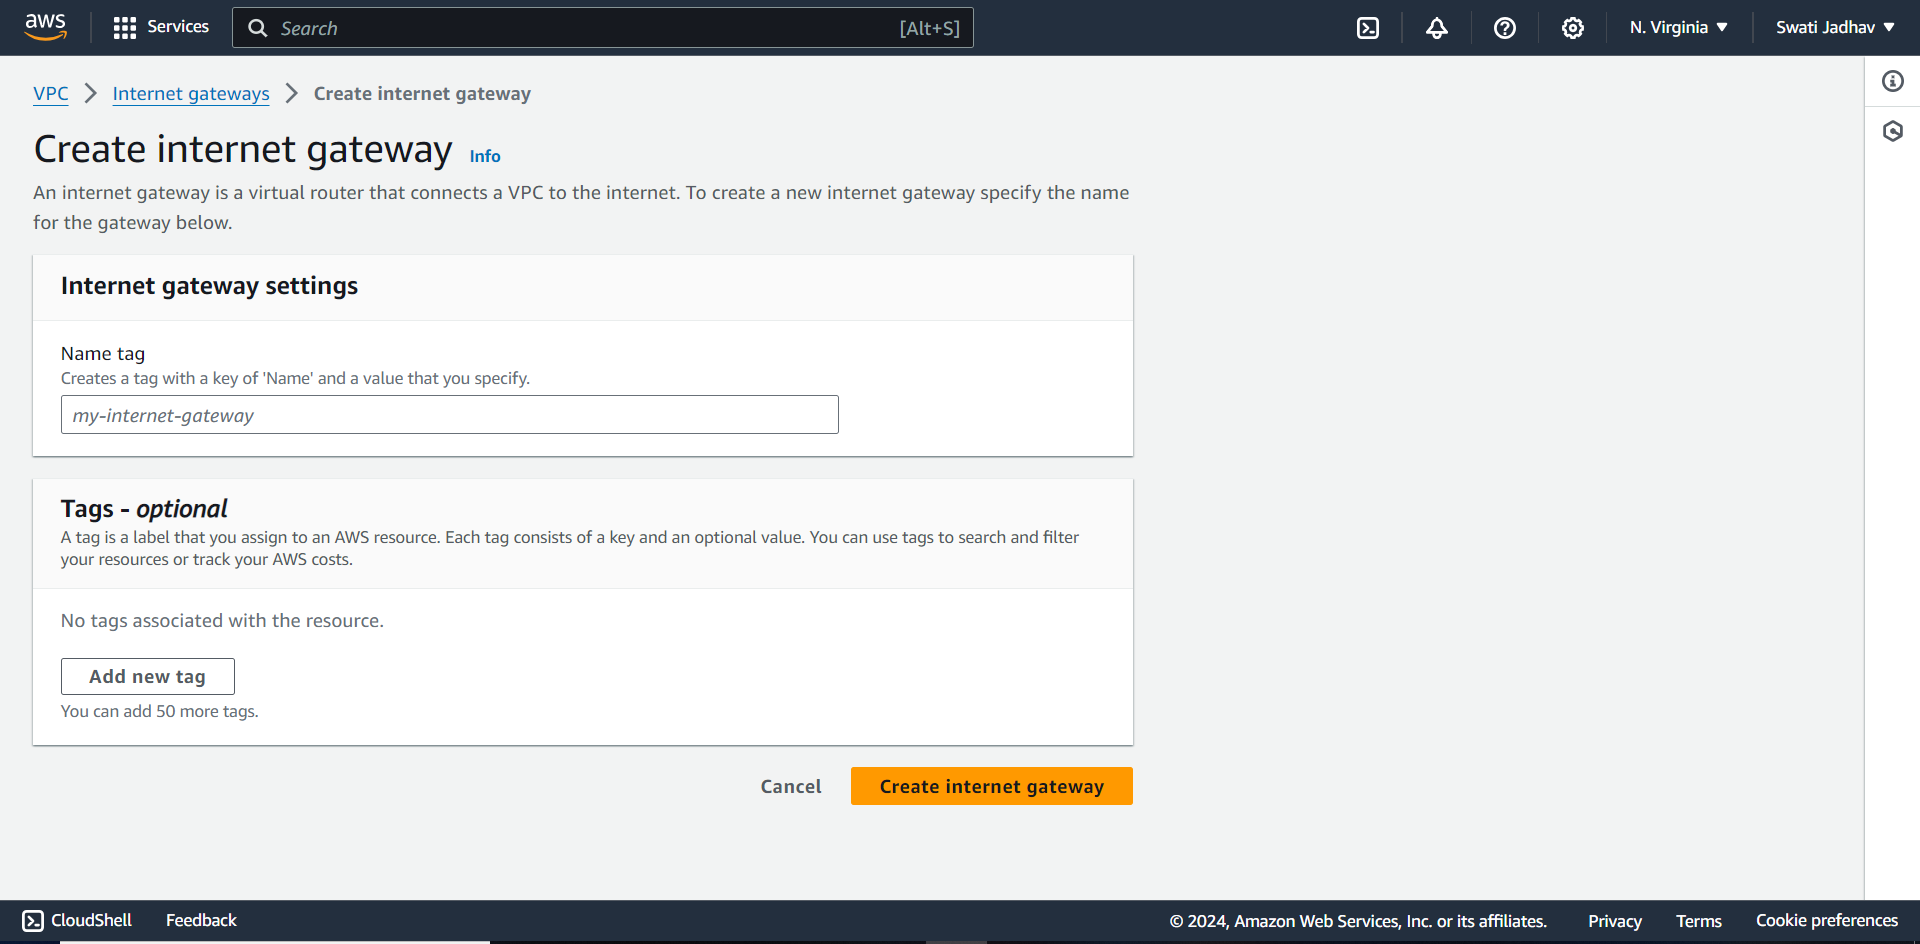 aws
Services
Search [Alt+S]
N. Virginia
Swati Jadhav
VPC
Internet gateways
Create internet gateway
Create internet gateway Info
An internet gateway is a virtual router that connects a VPC to the internet. To create a new internet gateway specify the name
for the gateway below.
Internet gateway settings
Name tag
Creates a tag with a key of 'Name' and a value that you specify.
my-internet-gateway
Tags - optional
A tag is a label that you assign to an AWS resource. Each tag consists of a key and an optional value. You can use tags to search and filter
your resources or track your AWS costs.
No tags associated with the resource.
Add new tag
You can add 50 more tags.
Cancel
Create internet gateway
CloudShell
Feedback
© 2024, Amazon Web Services, Inc. or its affiliates.
Privacy
Terms
Cookie preferences